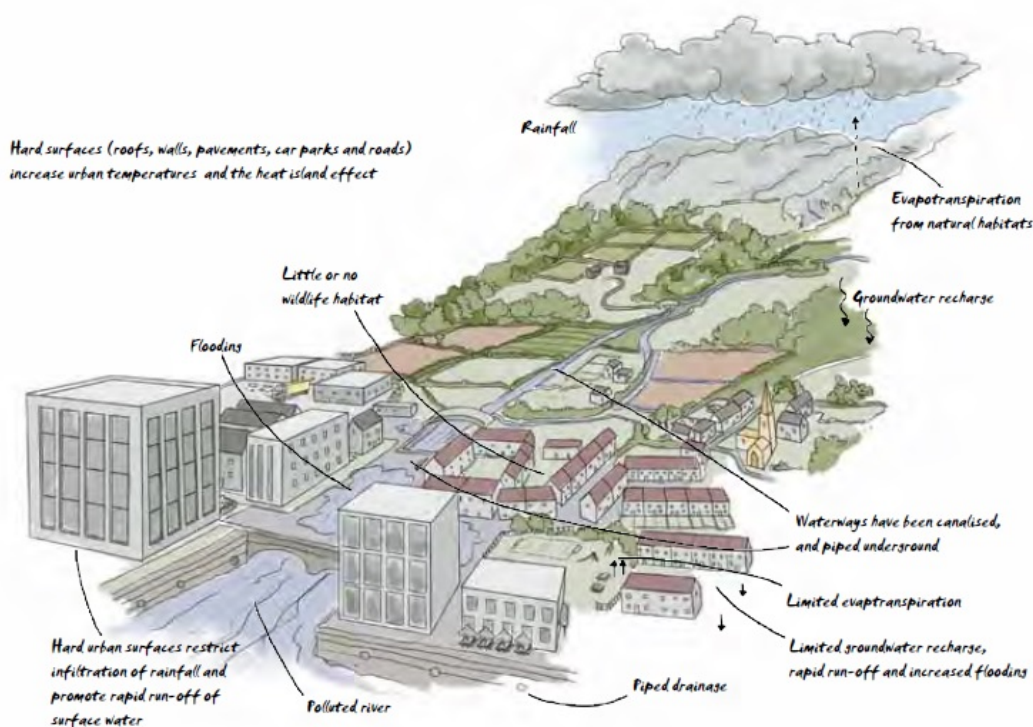 Rainfall
Hard surfaces (roofs, walls, pavements, car parks and roads)
increase urban temperatures and the heat island effect
Evapotranspiration
from natural habitats
Little or no
wildlife habitat
Groundwater recharge
Flooding
Waterways have been canalised,
and piped underground
Limited evaptranspiration
Hard urban surfaces restrict
infiltration of rainfall and
promote rapid run-off of
surface water
Limited groundwater recharge,
rapid run-off and increased flooding
Piped drainage
Polluted river